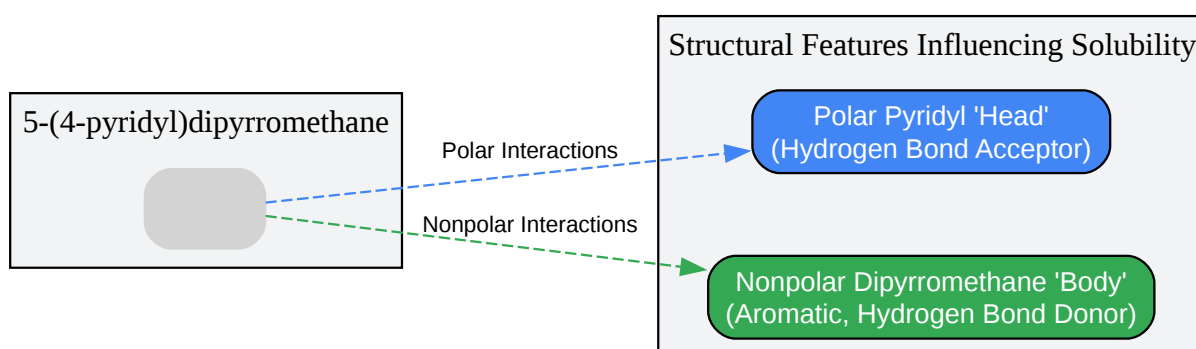 Structural Features Influencing Solubility
5-(4-pyridyl)dipyrromethane
Polar Pyridyl 'Head'
(Hydrogen Bond Acceptor)
Polar Interactions
Nonpolar Interactions
Nonpolar Dipyrromethane 'Body'
(Aromatic, Hydrogen Bond Donor)